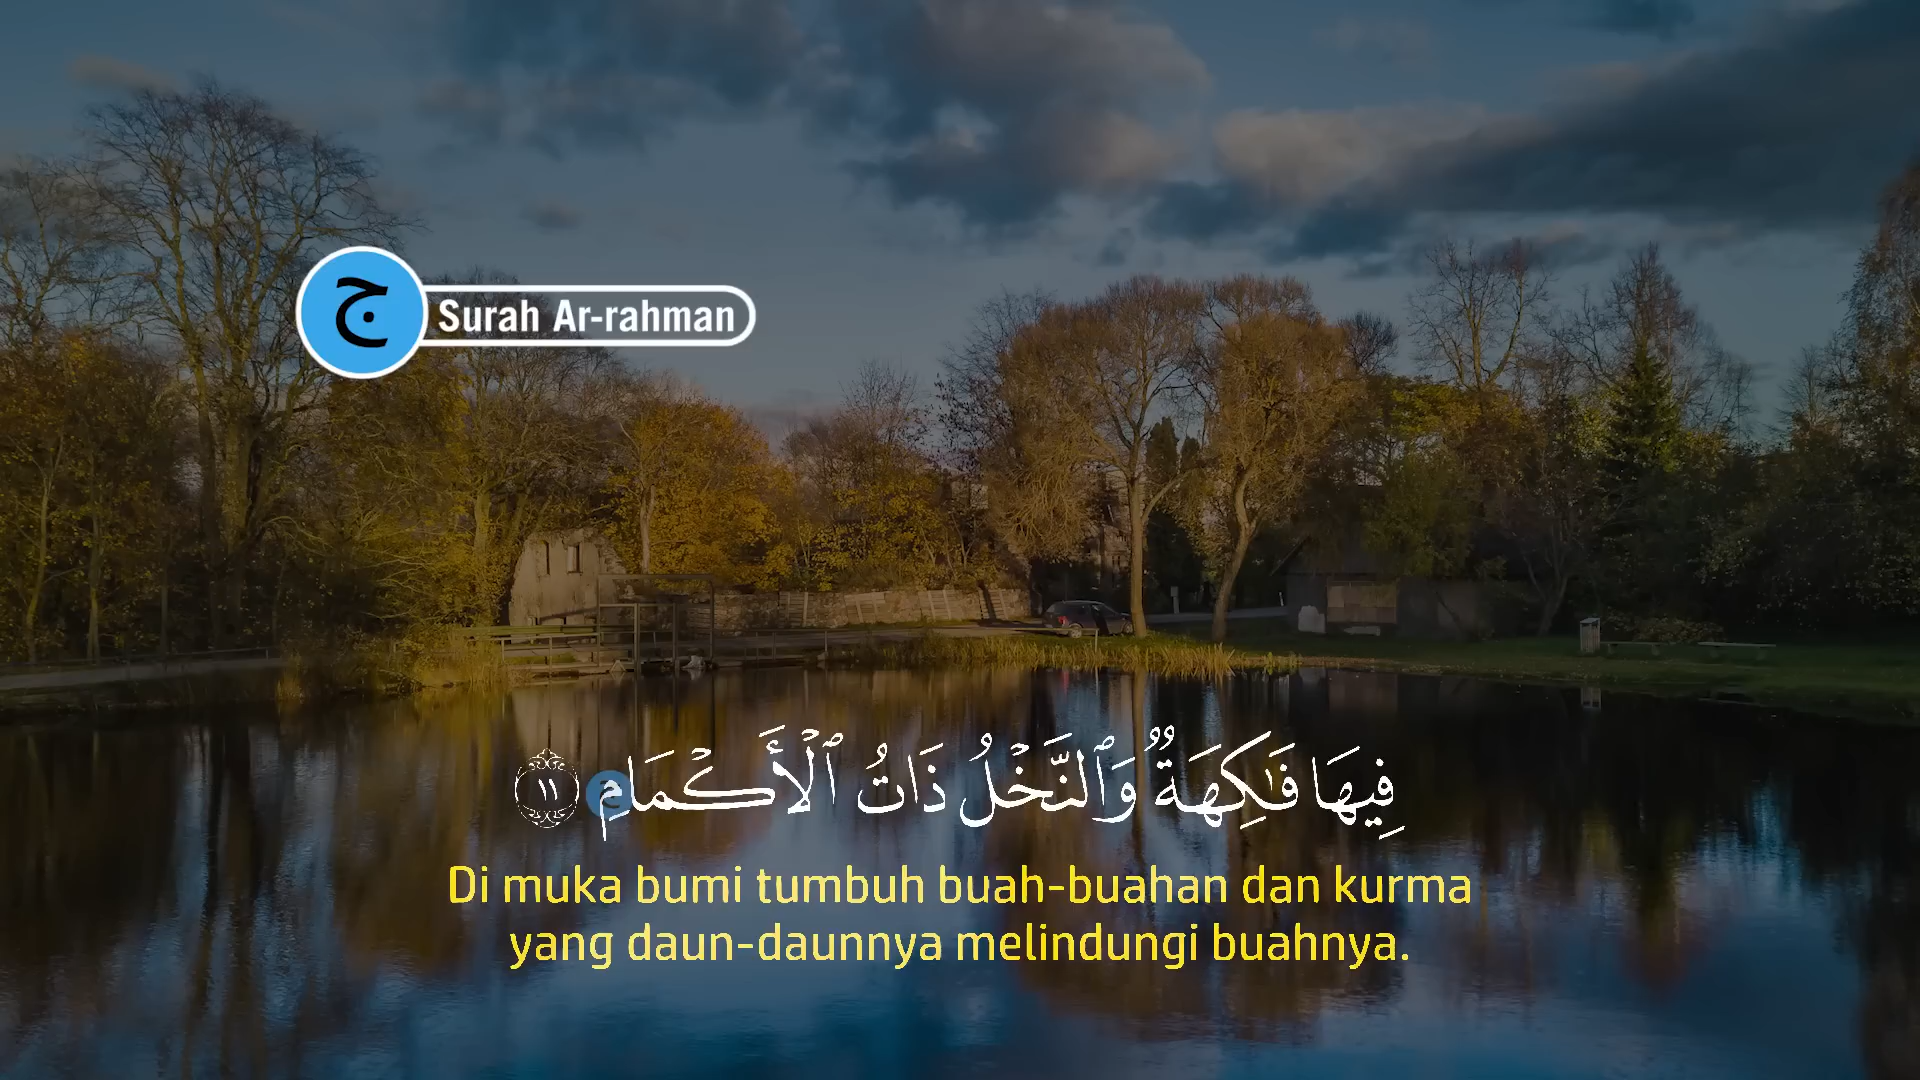 ج
Surah Ar-rahman
فِيهَا فَٰكِهَةٌ وَٱلنَّخْلُ ذَاتُ ٱلْأَكْمَامِ ١١
Di muka bumi tumbuh buah-buahan dan kurma
yang daun-daunnya melindungi buahnya.